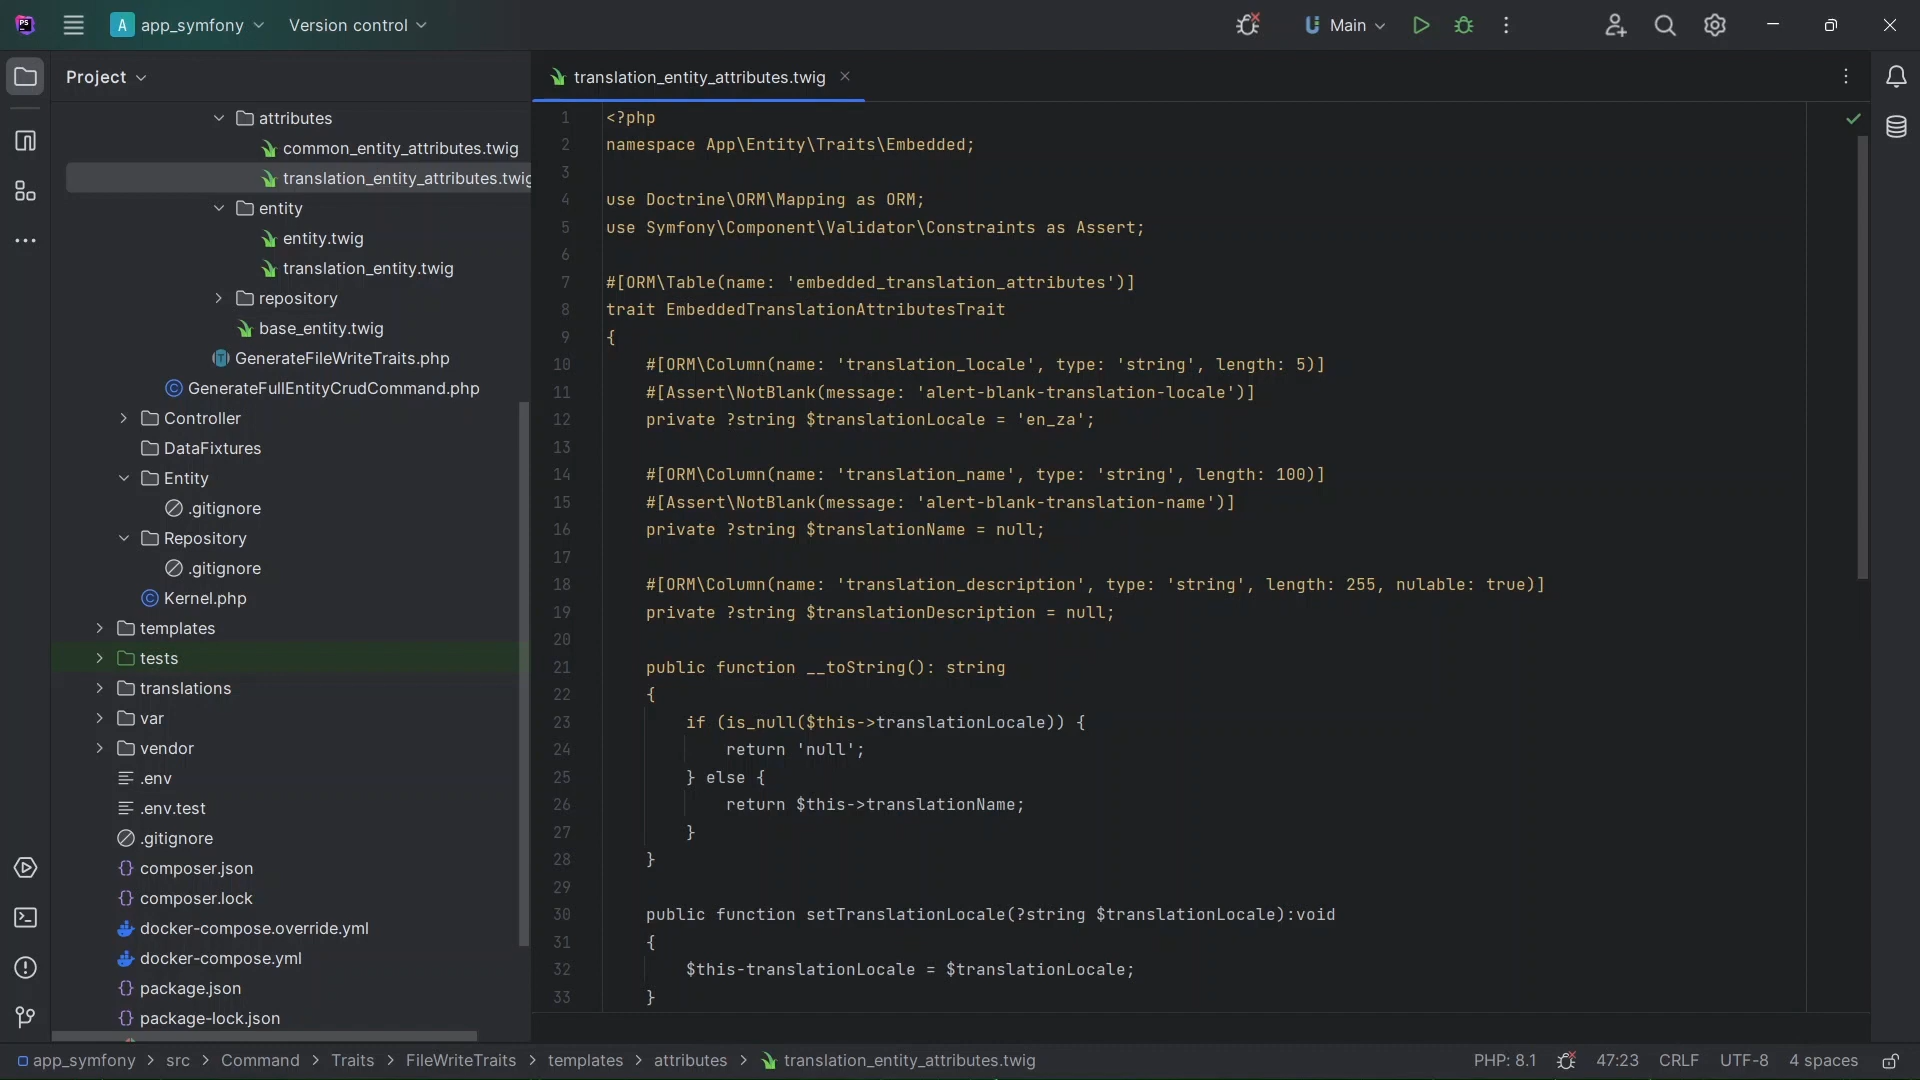 PS
A app_symfony
Version control
Main
Project
attributes
common_entity_attributes.twig
translation_entity_attributes.twig
entity
entity.twig
translation_entity.twig
repository
base_entity.twig
GenerateFileWriteTraits.php
GenerateFullEntityCrudCommand.php
Controller
DataFixtures
Entity
.gitignore
Repository
.gitignore
Kernel.php
templates
tests
translations
var
vendor
.env
.env.test
.gitignore
composer.json
composer.lock
docker-compose.override.yml
docker-compose.yml
package.json
package-lock.json
translation_entity_attributes.twig
1 <?php
2 namespace App\Entity\Traits\Embedded;
3
4 use Doctrine\ORM\Mapping as ORM;
5 use Symfony\Component\Validator\Constraints as Assert;
6
7 #[ORM\Table(name: 'embedded_translation_attributes')]
8 trait EmbeddedTranslationAttributesTrait
9 {
10 #[ORM\Column(name: 'translation_locale', type: 'string', length: 5)]
11 #[Assert\NotBlank(message: 'alert-blank-translation-locale')]
12 private ?string $translationLocale = 'en_za';
13
14 #[ORM\Column(name: 'translation_name', type: 'string', length: 100)]
15 #[Assert\NotBlank(message: 'alert-blank-translation-name')]
16 private ?string $translationName = null;
17
18 #[ORM\Column(name: 'translation_description', type: 'string', length: 255, nulable: true)]
19 private ?string $translationDescription = null;
20
21 public function __toString(): string
22 {
23 if (is_null($this->translationLocale)) {
24 return 'null';
25 } else {
26 return $this->translationName;
27 }
28 }
29
30 public function setTranslationLocale(?string $translationLocale):void
31 {
32 $this-translationLocale = $translationLocale;
33 }
app_symfony > src > Command > Traits > FileWriteTraits > templates > attributes > translation_entity_attributes.twig
PHP: 8.1 47:23 CRLF UTF-8 4 spaces